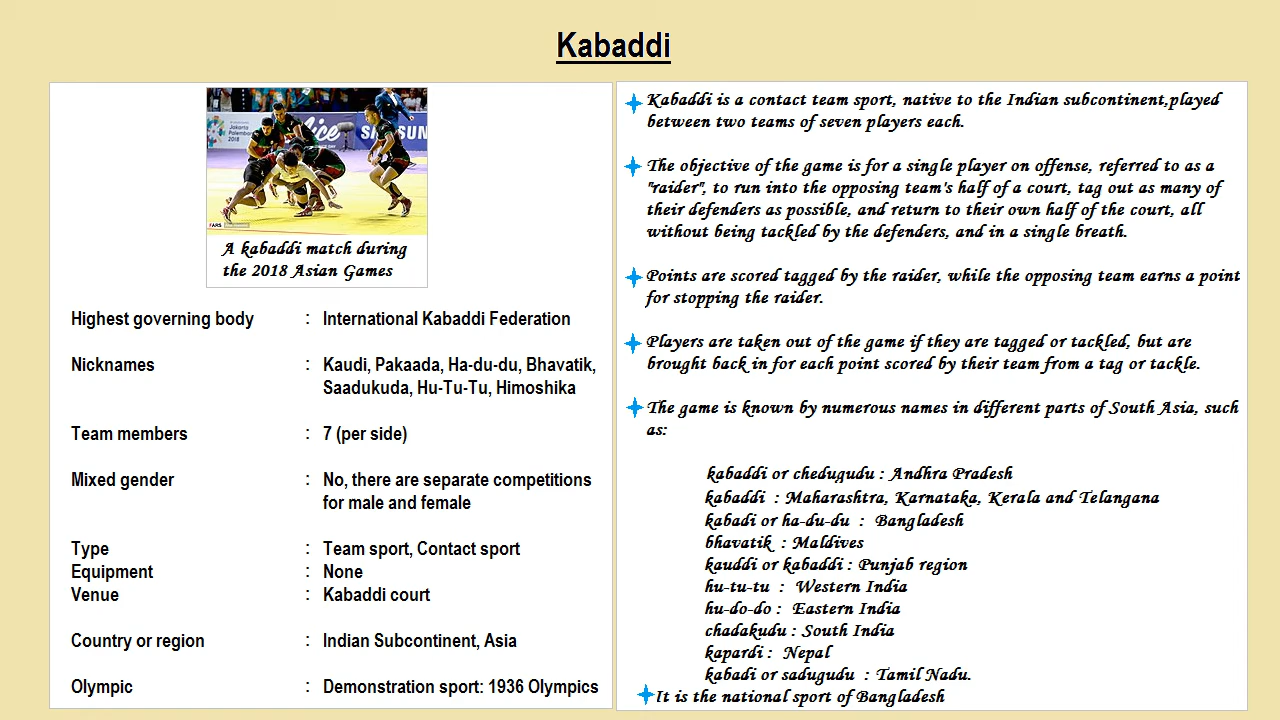 Kabaddi
Jakarta
Palembang
2018
SAMSUN
FARS
A kabaddi match during
the 2018 Asian Games
Highest governing body : International Kabaddi Federation
Nicknames : Kaudi, Pakaada, Ha-du-du, Bhavatik,
Saadukuda, Hu-Tu-Tu, Himoshika
Team members : 7 (per side)
Mixed gender : No, there are separate competitions
for male and female
Type : Team sport, Contact sport
Equipment : None
Venue : Kabaddi court
Country or region : Indian Subcontinent, Asia
Olympic : Demonstration sport: 1936 Olympics
Kabaddi is a contact team sport, native to the Indian subcontinent,played
between two teams of seven players each.
The objective of the game is for a single player on offense, referred to as a
"raider", to run into the opposing team's half of a court, tag out as many of
their defenders as possible, and return to their own half of the court, all
without being tackled by the defenders, and in a single breath.
Points are scored tagged by the raider, while the opposing team earns a point
for stopping the raider.
Players are taken out of the game if they are tagged or tackled, but are
brought back in for each point scored by their team from a tag or tackle.
The game is known by numerous names in different parts of South Asia, such
as:
kabaddi or chedugudu : Andhra Pradesh
kabaddi : Maharashtra, Karnataka, Kerala and Telangana
kabadi or ha-du-du : Bangladesh
bhavatik : Maldives
kauddi or kabaddi : Punjab region
hu-tu-tu : Western India
hu-do-do : Eastern India
chadakudu : South India
kapardi : Nepal
kabadi or sadugudu : Tamil Nadu.
It is the national sport of Bangladesh